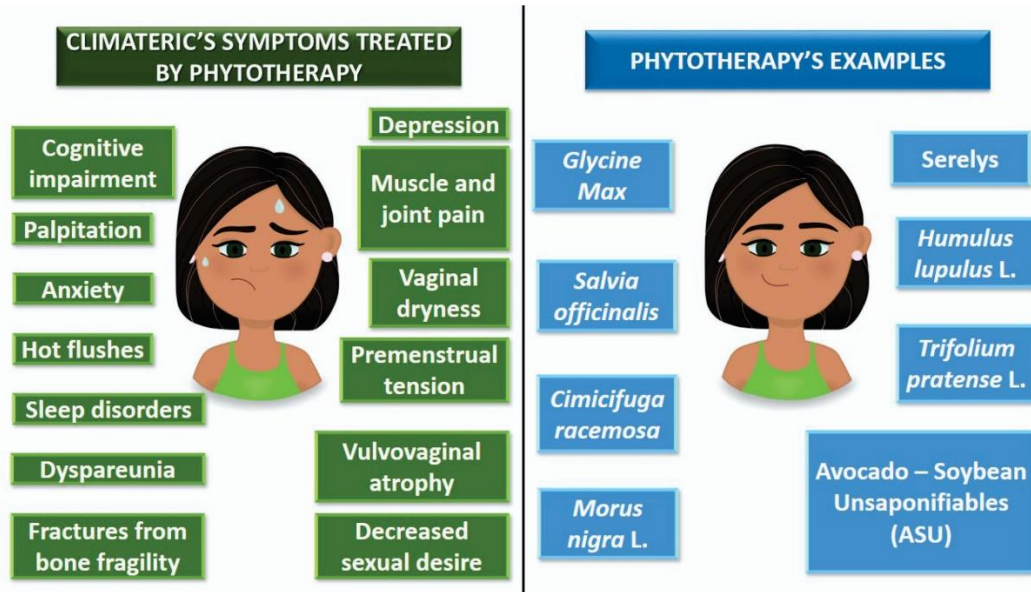 CLIMATERIC'S SYMPTOMS TREATED
BY PHYTOTHERAPY
Cognitive
impairment
Palpitation
Anxiety
Hot flushes
Sleep disorders
Dyspareunia
Fractures from
bone fragility
Depression
Muscle and
joint pain
Vaginal
dryness
Premenstrual
tension
Vulvovaginal
atrophy
Decreased
sexual desire
PHYTOTHERAPY'S EXAMPLES
Glycine
Max
Salvia
officinalis
Cimicifuga
racemosa
Morus
nigra L.
Serelys
Humulus
lupulus L.
Trifolium
pratense L.
Avocado – Soybean
Unsaponifiables
(ASU)